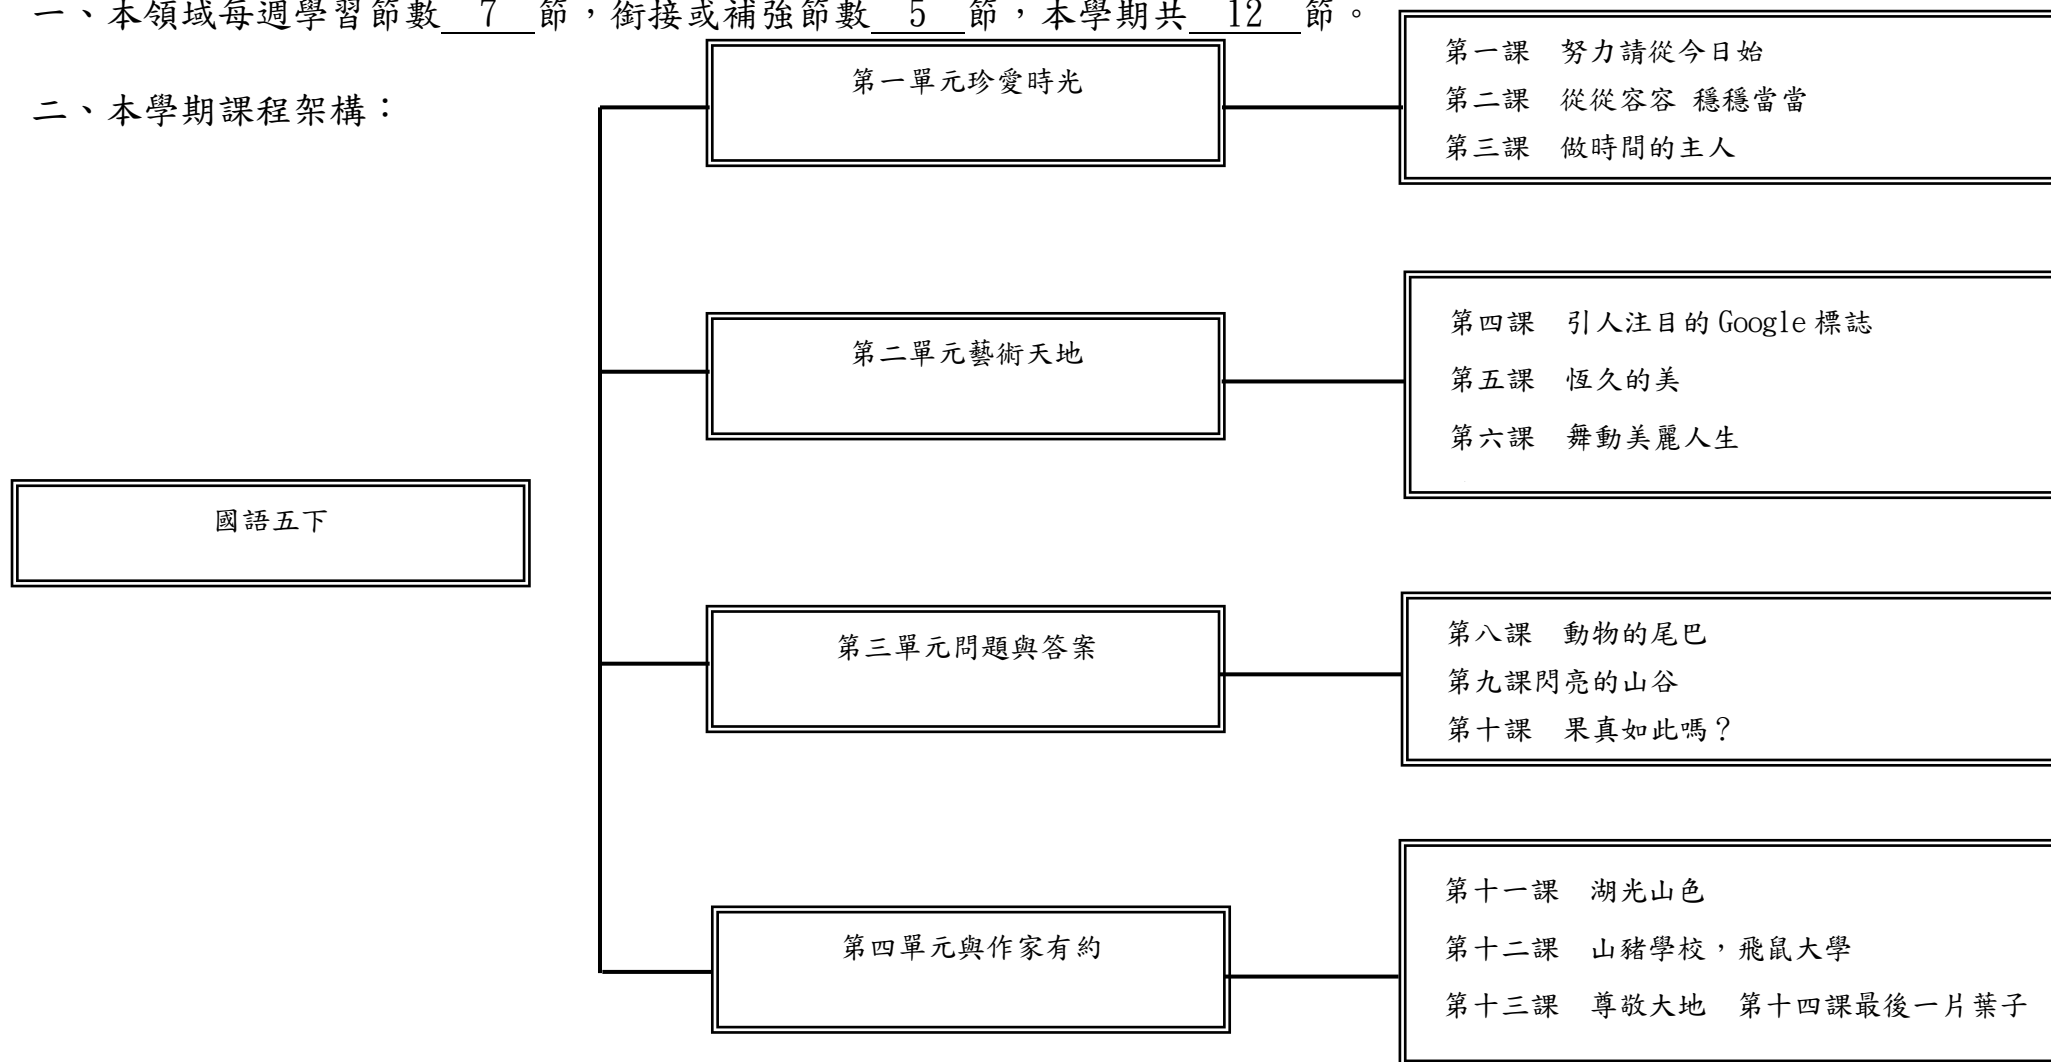 一、本領域每週學習節數 7 節，銜接或補強節數 5 節，本學期共 12 節。
二、本學期課程架構：
國語五下
第一單元珍愛時光
第一課　努力請從今日始
第二課　從從容容 穩穩當當
第三課　做時間的主人
第二單元藝術天地
第四課　引人注目的 Google 標誌
第五課　恆久的美
第六課　舞動美麗人生
第三單元問題與答案
第八課　動物的尾巴
第九課閃亮的山谷
第十課　果真如此嗎？
第四單元與作家有約
第十一課　湖光山色
第十二課　山豬學校，飛鼠大學
第十三課　尊敬大地　第十四課最後一片葉子